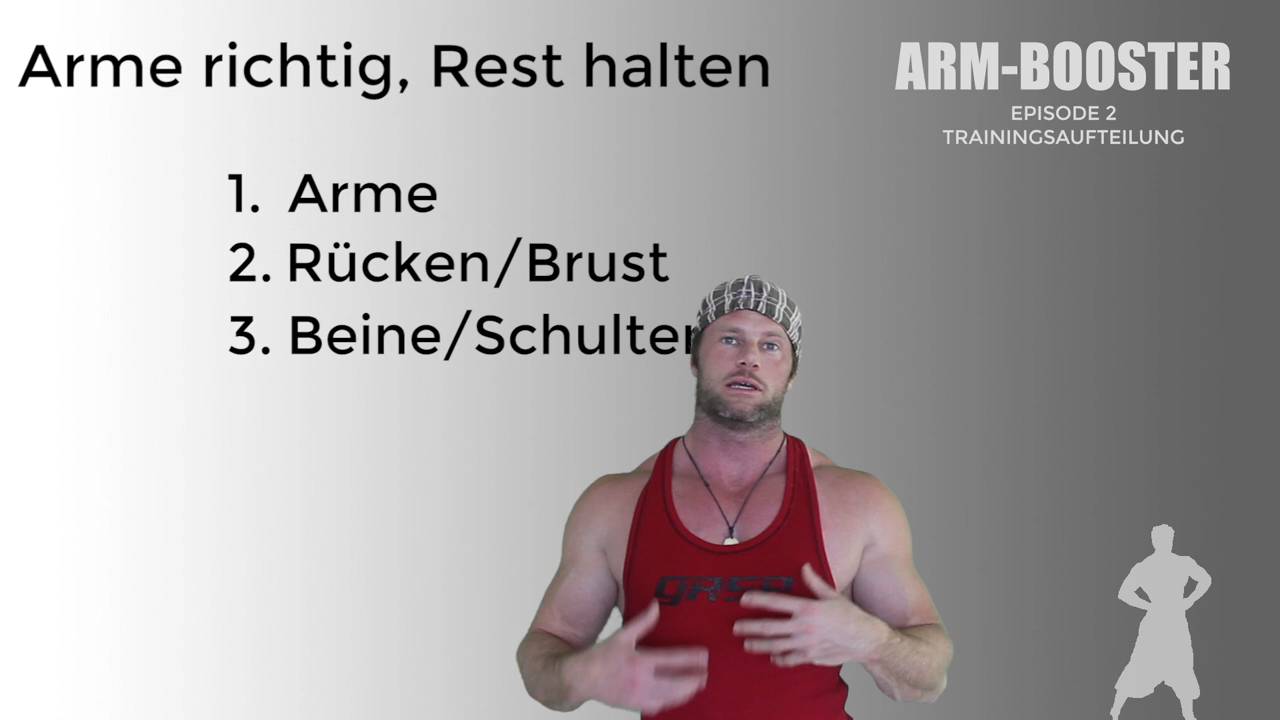 Arme richtig, Rest halten
ARM-BOOSTER
EPISODE 2
TRAININGSAUFTEILUNG
1. Arme
2. Rücken/Brust
3. Beine/Schulter